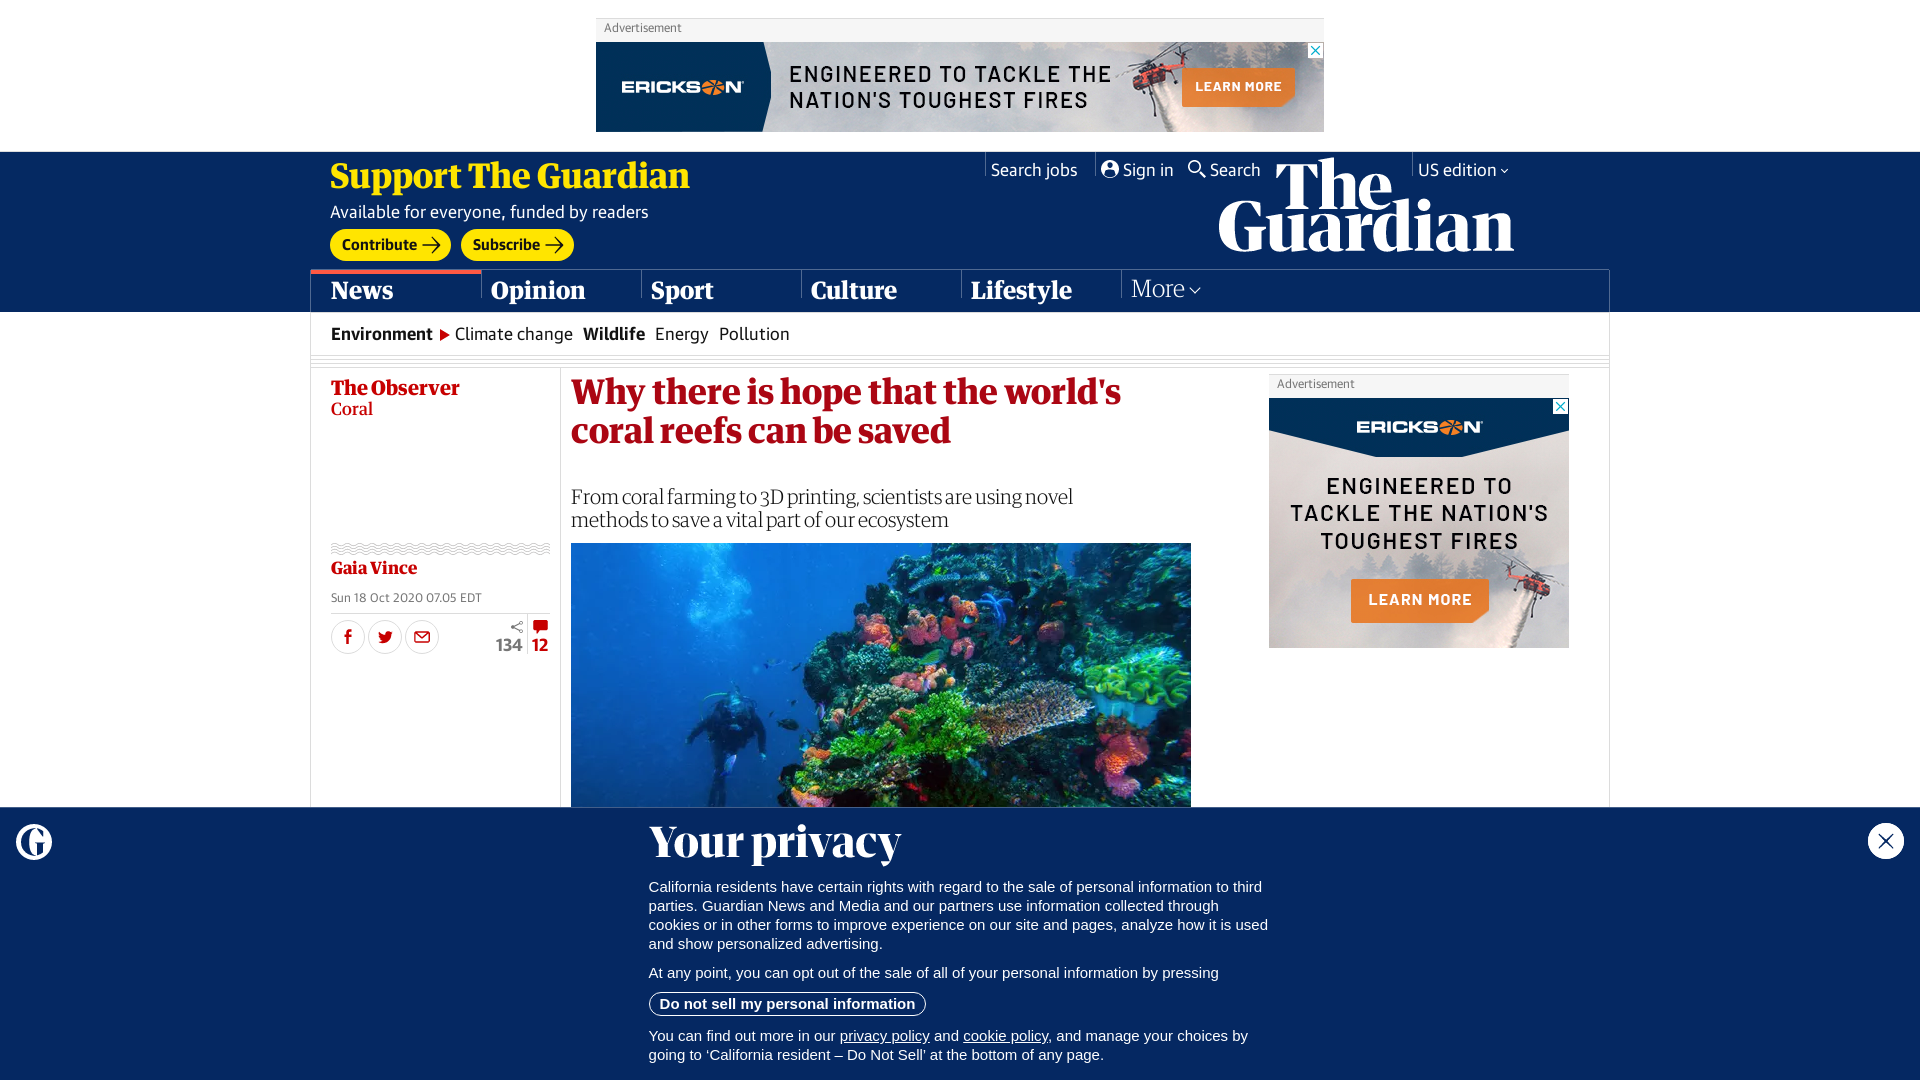 Advertisement
ERICKSON
ENGINEERED TO TACKLE THE
NATION'S TOUGHEST FIRES
LEARN MORE
Support The Guardian
Available for everyone, funded by readers
Contribute
Subscribe
Search jobs
Sign in
Search
US edition
The
Guardian
News
Opinion
Sport
Culture
Lifestyle
More
Environment
Climate change
Wildlife
Energy
Pollution
The Observer
Coral
Why there is hope that the world's
coral reefs can be saved
From coral farming to 3D printing, scientists are using novel
methods to save a vital part of our ecosystem
Gaia Vince
Sun 18 Oct 2020 07.05 EDT
134
12
Advertisement
ERICKSON
ENGINEERED TO
TACKLE THE NATION'S
TOUGHEST FIRES
LEARN MORE
G
Your privacy
California residents have certain rights with regard to the sale of personal information to third
parties. Guardian News and Media and our partners use information collected through
cookies or in other forms to improve experience on our site and pages, analyze how it is used
and show personalized advertising.
At any point, you can opt out of the sale of all of your personal information by pressing
Do not sell my personal information
You can find out more in our privacy policy and cookie policy, and manage your choices by
going to ‘California resident – Do Not Sell’ at the bottom of any page.